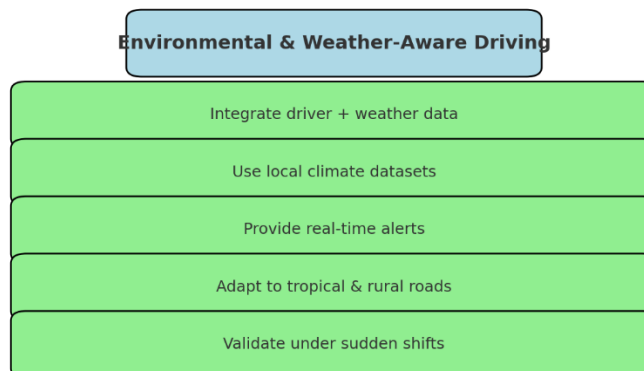 Environmental & Weather-Aware Driving
Integrate driver + weather data
Use local climate datasets
Provide real-time alerts
Adapt to tropical & rural roads
Validate under sudden shifts